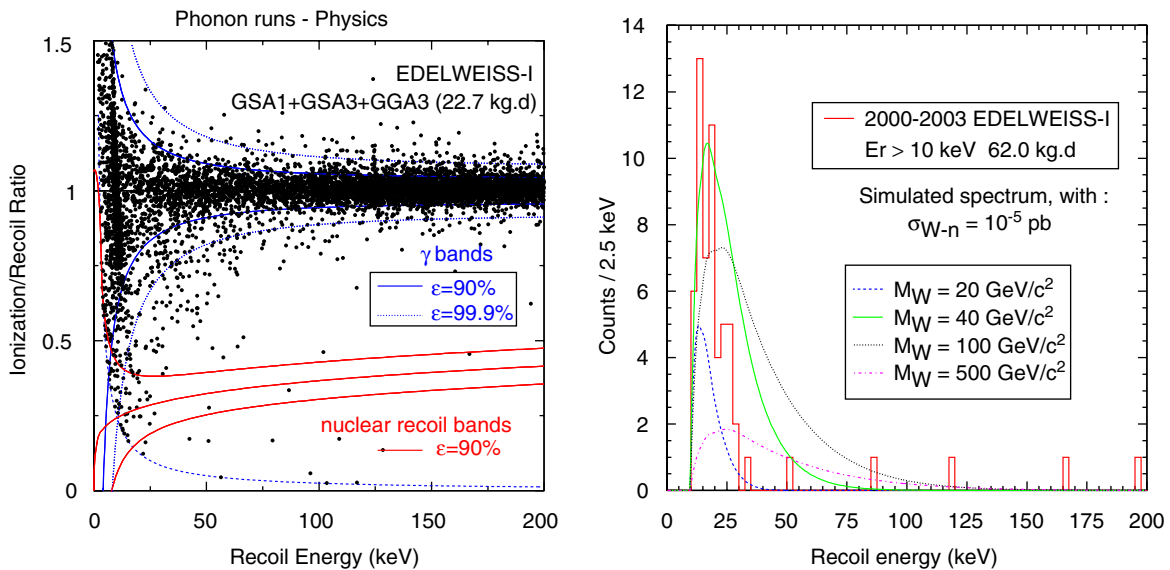 Phonon runs - Physics
1.5
1
0.5
0
Ionization/Recoil Ratio
EDELWEISS-I
GSA1+GSA3+GGA3 (22.7 kg.d)
γ bands
ε=90%
ε=99.9%
nuclear recoil bands
ε=90%
0 50 100 150 200
Recoil Energy (keV)
14
12
10
8
6
4
2
0
Counts / 2.5 keV
2000-2003 EDELWEISS-I
Er > 10 keV 62.0 kg.d
Simulated spectrum, with :
σW-n = 10-5 pb
MW = 20 GeV/c2
MW = 40 GeV/c2
MW = 100 GeV/c2
MW = 500 GeV/c2
0 25 50 75 100 125 150 175 200
Recoil energy (keV)